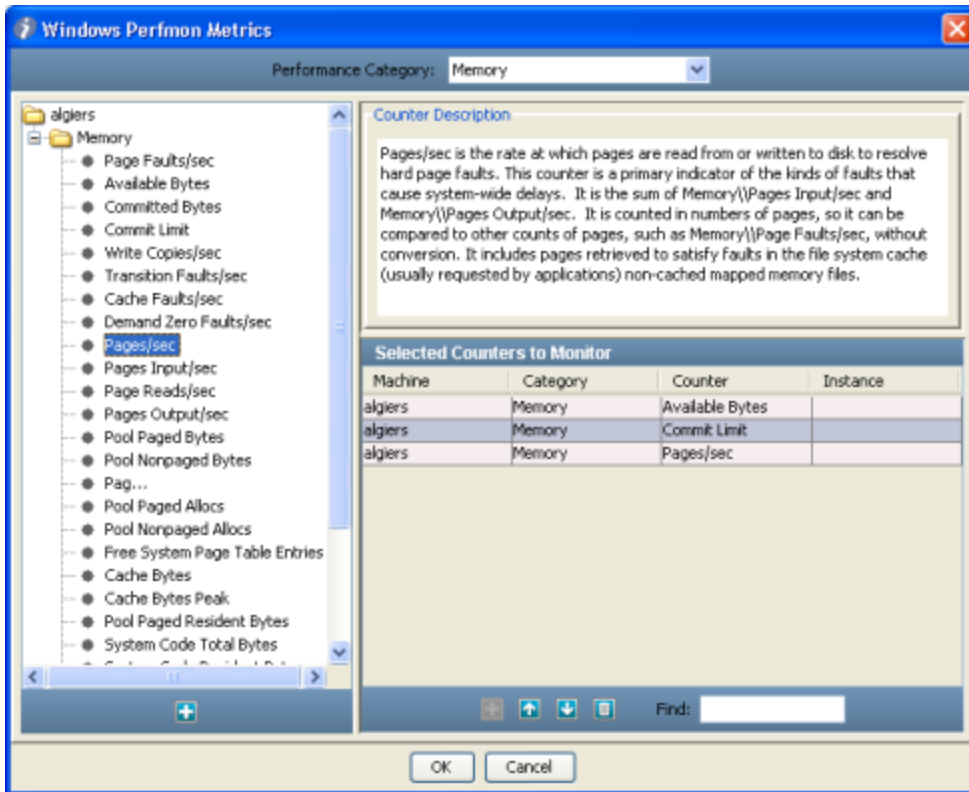 Windows Perfmon Metrics
Performance Category: Memory
algiers
Memory
Page Faults/sec
Available Bytes
Committed Bytes
Commit Limit
Write Copies/sec
Transition Faults/sec
Cache Faults/sec
Demand Zero Faults/sec
Pages/sec
Pages Input/sec
Page Reads/sec
Pages Output/sec
Pool Paged Bytes
Pool Nonpaged Bytes
Pag...
Pool Paged Allocs
Pool Nonpaged Allocs
Free System Page Table Entries
Cache Bytes
Cache Bytes Peak
Pool Paged Resident Bytes
System Code Total Bytes
Counter Description
Pages/sec is the rate at which pages are read from or written to disk to resolve
hard page faults. This counter is a primary indicator of the kinds of faults that
cause system-wide delays. It is the sum of Memory\\Pages Input/sec and
Memory\\Pages Output/sec. It is counted in numbers of pages, so it can be
compared to other counts of pages, such as Memory\\Page Faults/sec, without
conversion. It includes pages retrieved to satisfy faults in the file system cache
(usually requested by applications) non-cached mapped memory files.
Selected Counters to Monitor
Machine Category Counter Instance
algiers Memory Available Bytes
algiers Memory Commit Limit
algiers Memory Pages/sec
Find:
OK Cancel